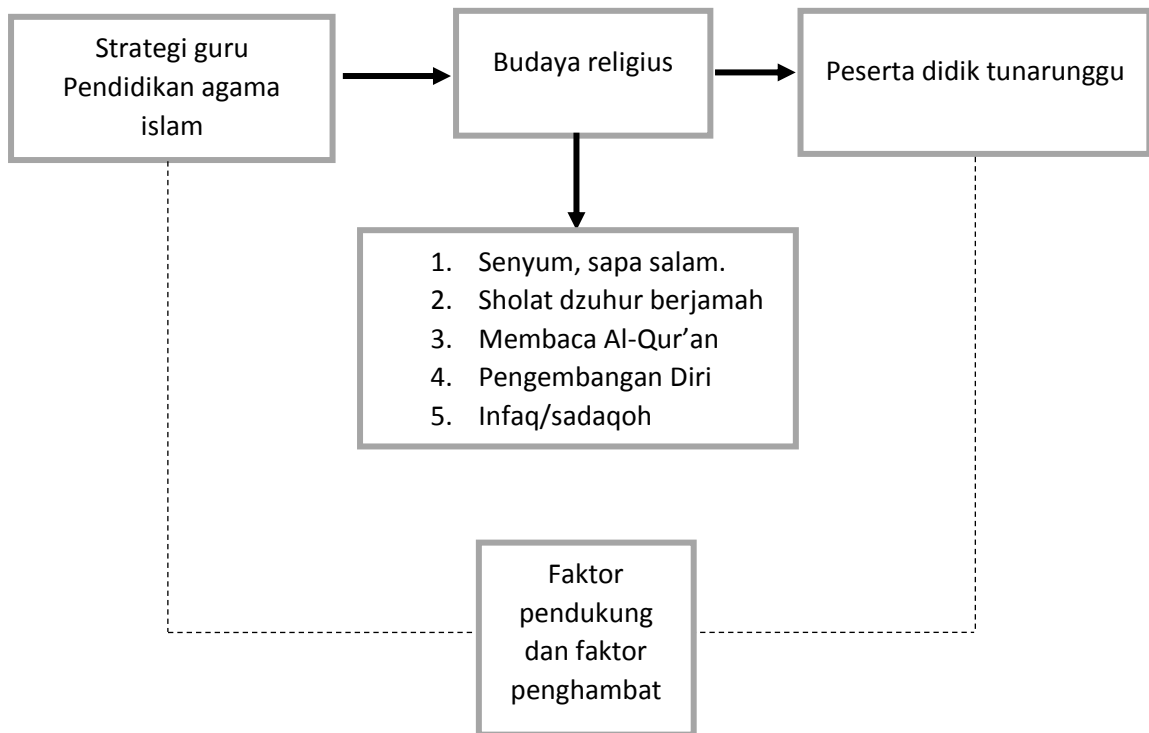 Strategi guru
Pendidikan agama
islam
Budaya religius
Peserta didik tunarunggu
1. Senyum, sapa salam.
2. Sholat dzuhur berjamah
3. Membaca Al-Qur’an
4. Pengembangan Diri
5. Infaq/sadaqoh
Faktor
pendukung
dan faktor
penghambat